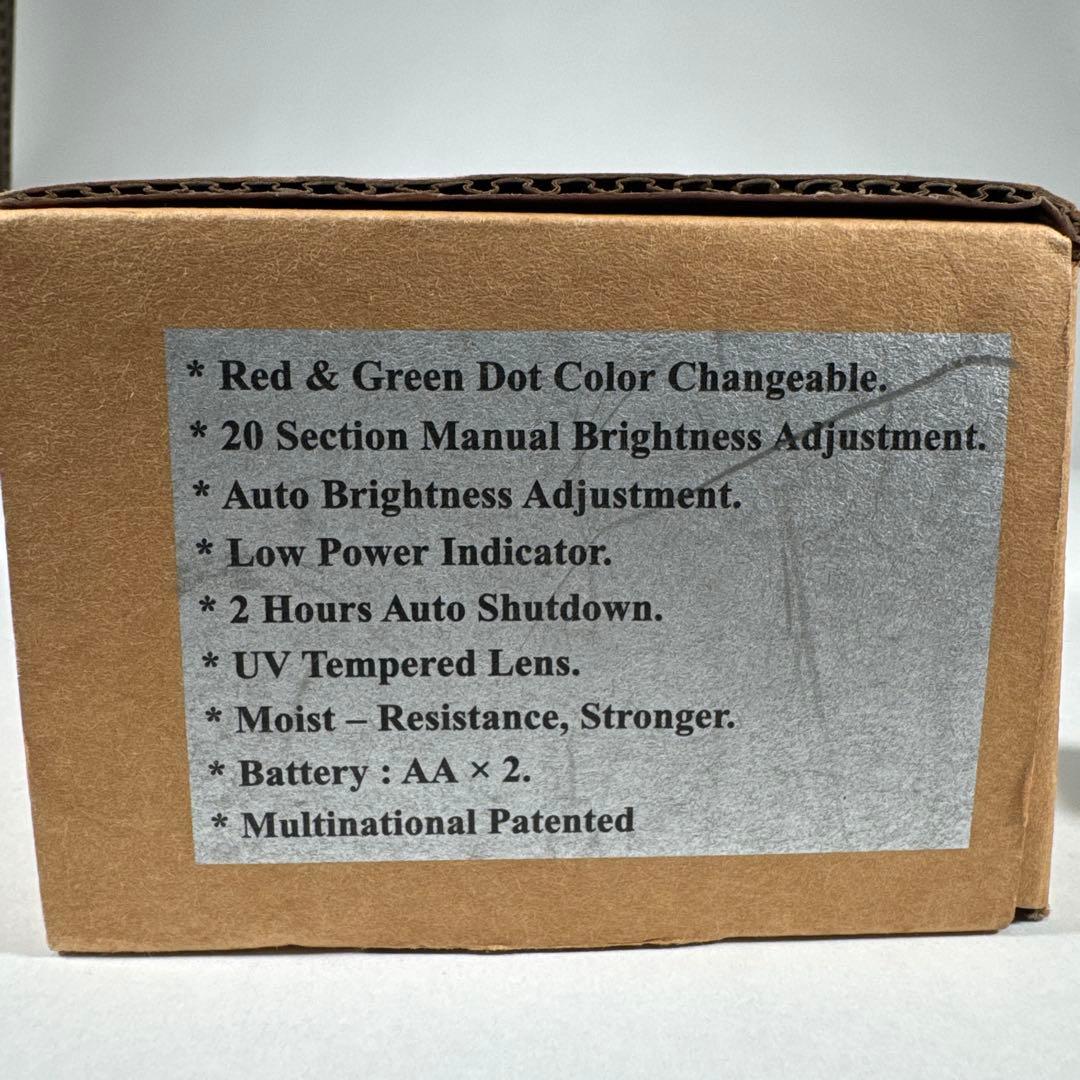 * Red & Green Dot Color Changeable.
* 20 Section Manual Brightness Adjustment.
* Auto Brightness Adjustment.
* Low Power Indicator.
* 2 Hours Auto Shutdown.
* UV Tempered Lens.
* Moist – Resistance, Stronger.
* Battery : AA × 2.
* Multinational Patented